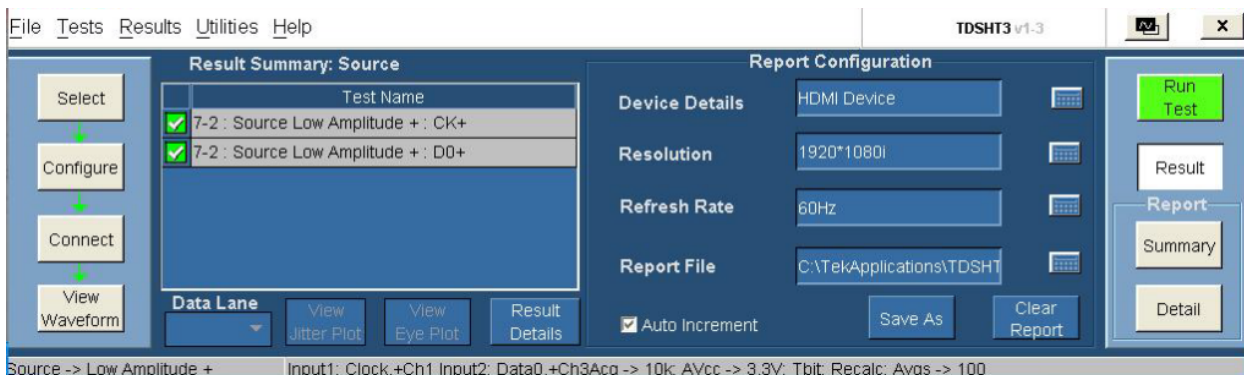 File Tests Results Utilities Help
TDSHT3 v1-3
x
Select
Configure
Connect
View
Waveform
Result Summary: Source
Test Name
7-2 : Source Low Amplitude + : CK+
7-2 : Source Low Amplitude + : D0+
Data Lane
View
Jitter Plot
View
Eye Plot
Result
Details
Report Configuration
Device Details HDMI Device
Resolution 1920*1080i
Refresh Rate 60Hz
Report File C:\TekApplications\TDSHT
Auto Increment
Save As
Clear
Report
Run
Test
Result
Report
Summary
Detail
Source -> Low Amplitude + Input1: Clock,+Ch1 Input2: Data0,+Ch3Acq -> 10k; AVcc -> 3.3V; Tbit: Recalc; Avgs -> 100